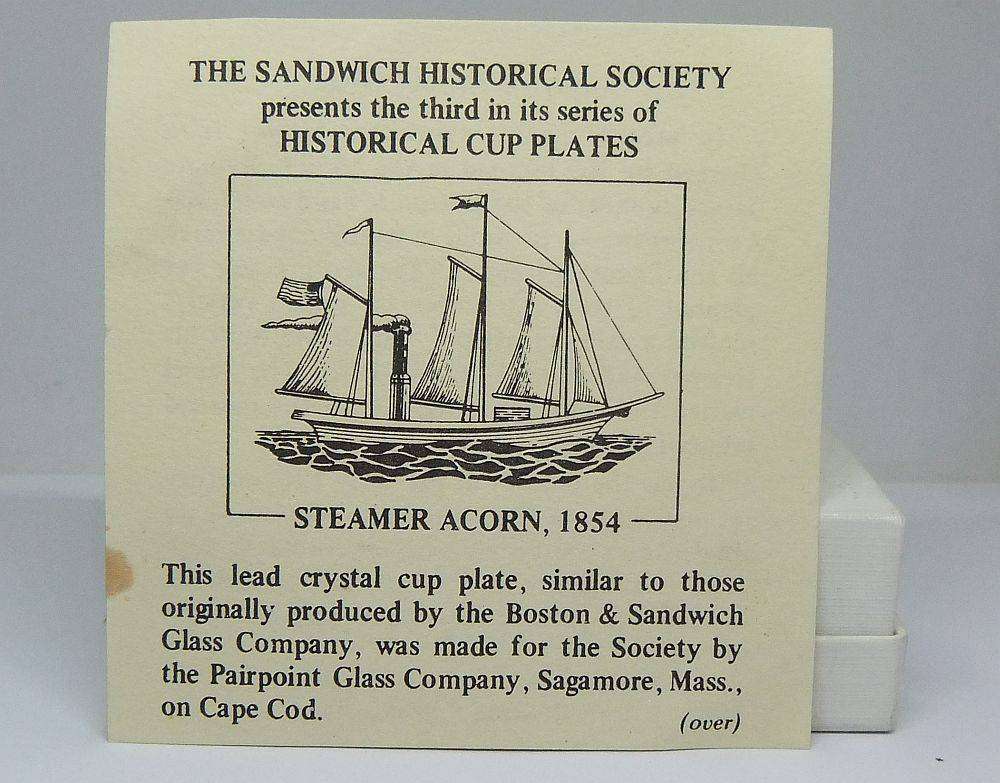 THE SANDWICH HISTORICAL SOCIETY
presents the third in its series of
HISTORICAL CUP PLATES
STEAMER ACORN, 1854
This lead crystal cup plate, similar to those
originally produced by the Boston & Sandwich
Glass Company, was made for the Society by
the Pairpoint Glass Company, Sagamore, Mass.,
on Cape Cod.
(over)